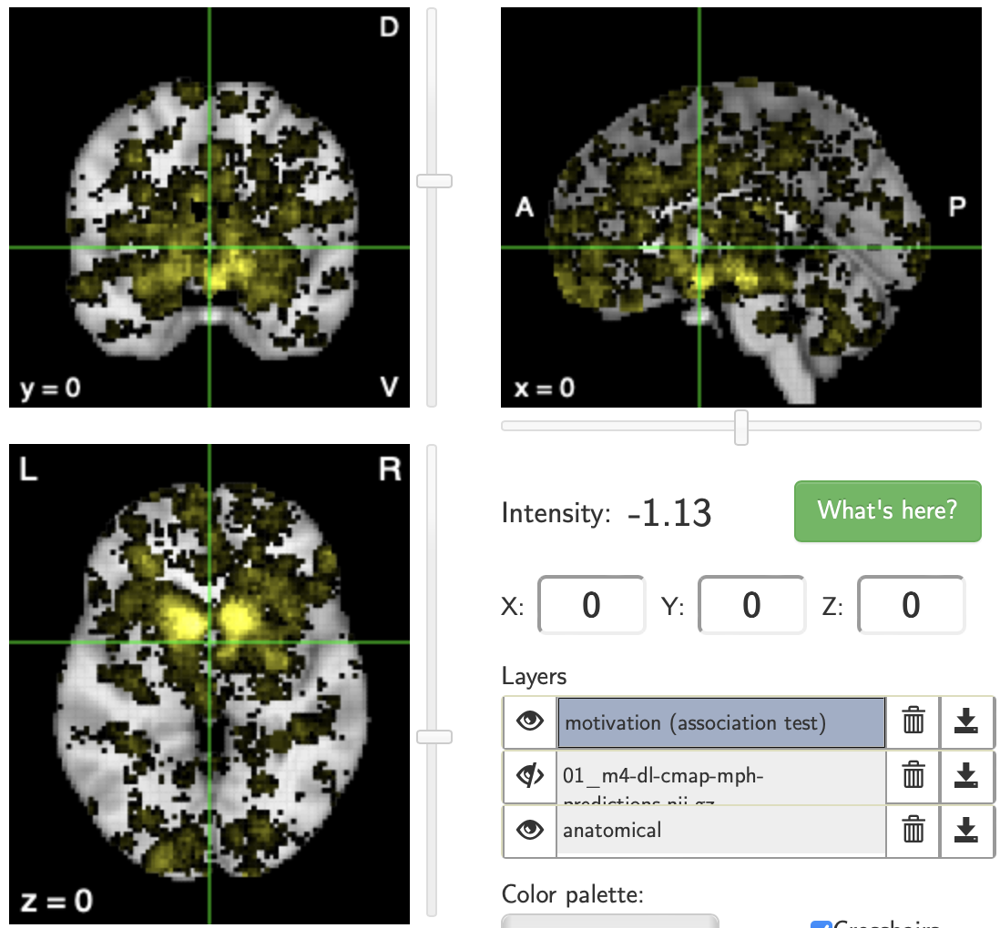 D
y = 0
V
A
P
x = 0
L
R
z = 0
Intensity: -1.13
What's here?
X: 0 Y: 0 Z: 0
Layers
motivation (association test)
01_m4-dl-cmap-mph-
predictions.nii.gz
anatomical
Color palette:
Crosshairs